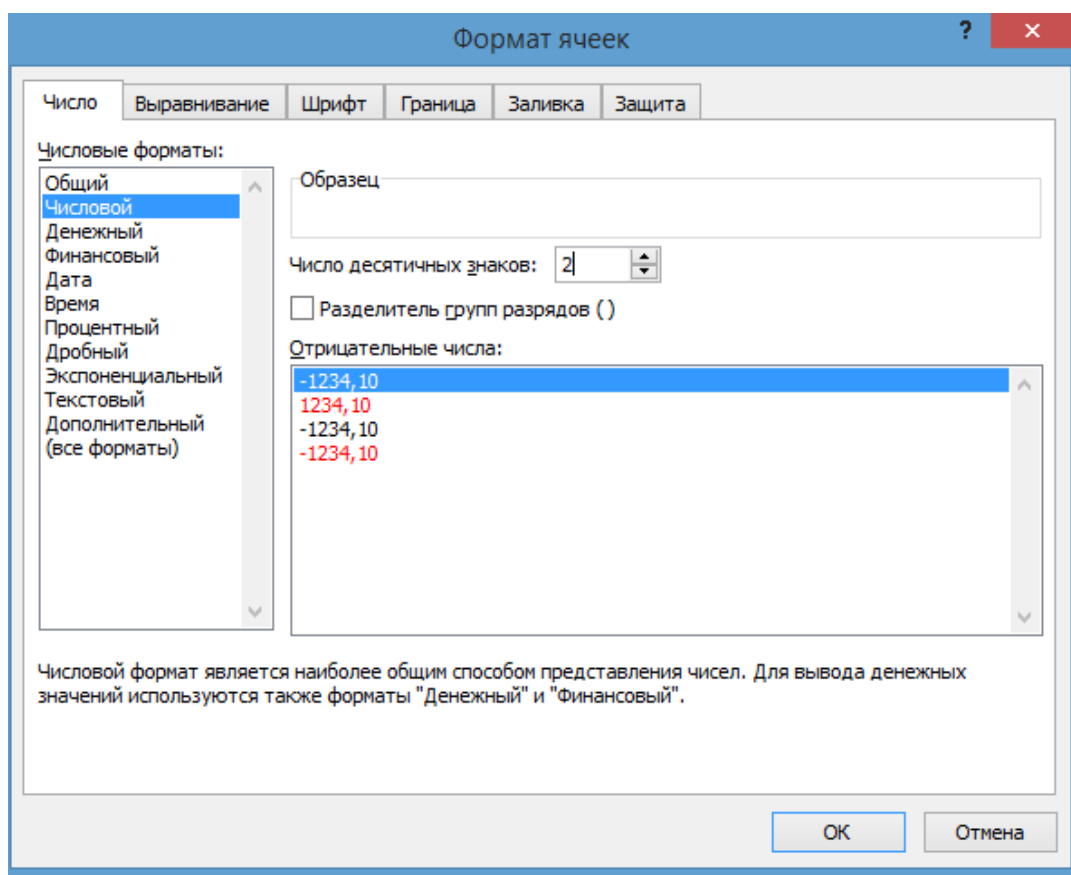 Формат ячеек
?
Число Выравнивание Шрифт Граница Заливка Защита
Числовые форматы:
Общий
Числовой
Денежный
Финансовый
Дата
Время
Процентный
Дробный
Экспоненциальный
Текстовый
Дополнительный
(все форматы)
Образец
Число десятичных знаков: 2
Разделитель групп разрядов ( )
Отрицательные числа:
-1234,10
1234,10
-1234,10
-1234,10
Числовой формат является наиболее общим способом представления чисел. Для вывода денежных
значений используются также форматы "Денежный" и "Финансовый".
ОК Отмена